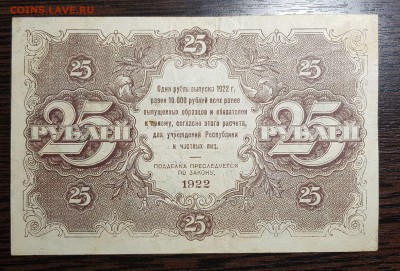 COINS.LAVE.RU
25 25
Один рубль выпуска 1922 г.
равен 10.000 рублей всех ранее
выпущенных образцов и обязателен
к приему, согласно этого расчета,
для учреждений Республики
и частных лиц.
25 РУБЛЕЙ 25 РУБЛЕЙ
ПОДДЕЛКА ПРЕСЛЕДУЕТСЯ
ПО ЗАКОНУ.
1922
25 25
25